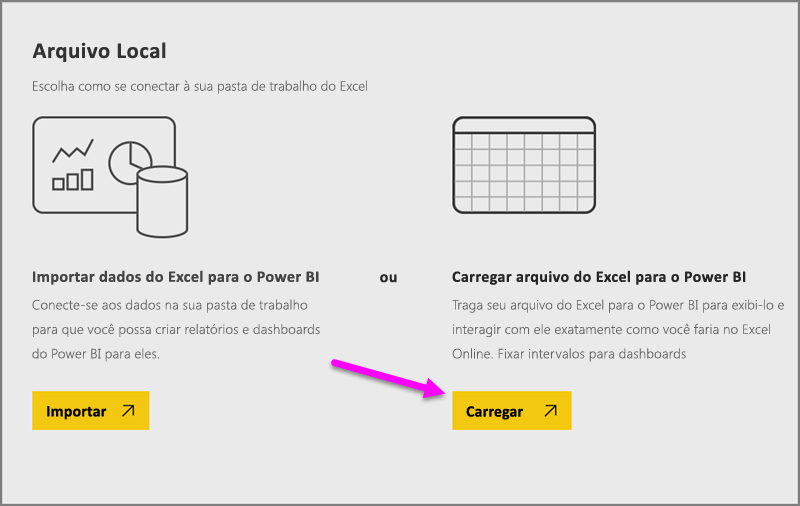 Arquivo Local
Escolha como se conectar à sua pasta de trabalho do Excel
Importar dados do Excel para o Power BI
Conecte-se aos dados na sua pasta de trabalho
para que você possa criar relatórios e dashboards
do Power BI para eles.
Importar
ou
Carregar arquivo do Excel para o Power BI
Traga seu arquivo do Excel para o Power BI para exibi-lo e
interagir com ele exatamente como você faria no Excel
Online. Fixar intervalos para dashboards
Carregar